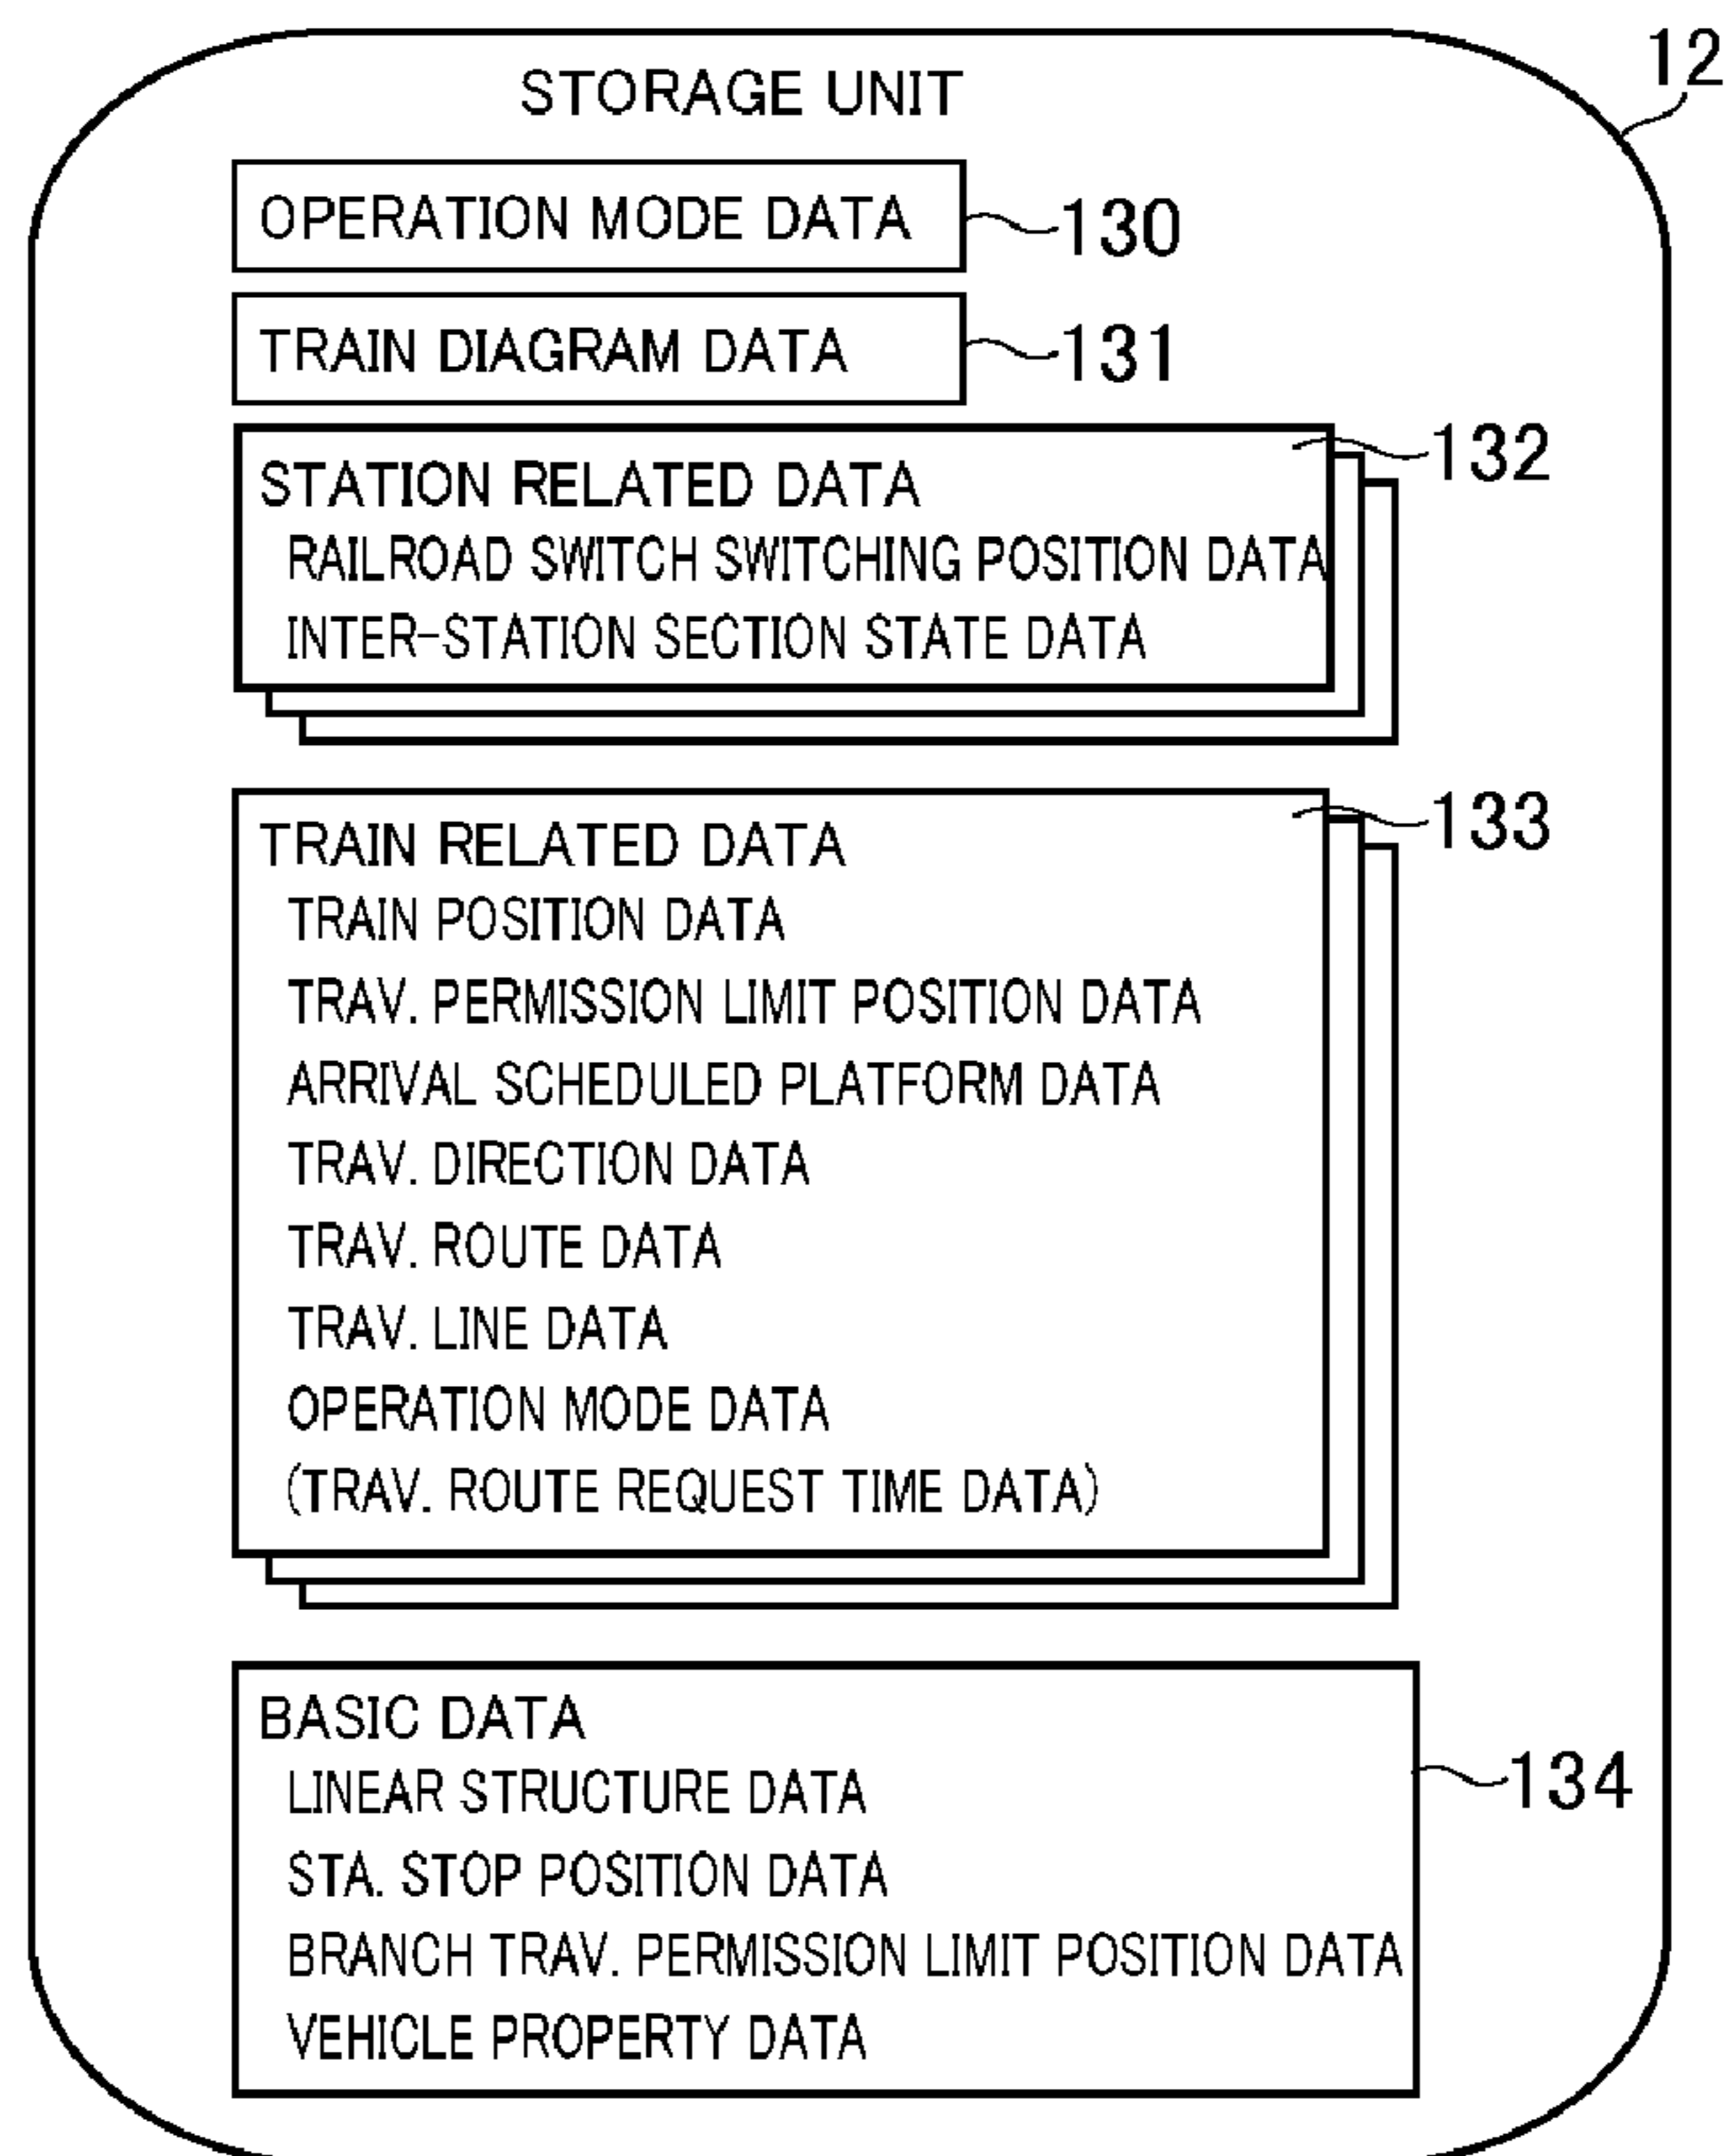 12
STORAGE UNIT
OPERATION MODE DATA 130
TRAIN DIAGRAM DATA 131
132
STATION RELATED DATA
RAILROAD SWITCH SWITCHING POSITION DATA
INTER-STATION SECTION STATE DATA
133
TRAIN RELATED DATA
TRAIN POSITION DATA
TRAV. PERMISSION LIMIT POSITION DATA
ARRIVAL SCHEDULED PLATFORM DATA
TRAV. DIRECTION DATA
TRAV. ROUTE DATA
TRAV. LINE DATA
OPERATION MODE DATA
(TRAV. ROUTE REQUEST TIME DATA)
BASIC DATA
134
LINEAR STRUCTURE DATA
STA. STOP POSITION DATA
BRANCH TRAV. PERMISSION LIMIT POSITION DATA
VEHICLE PROPERTY DATA